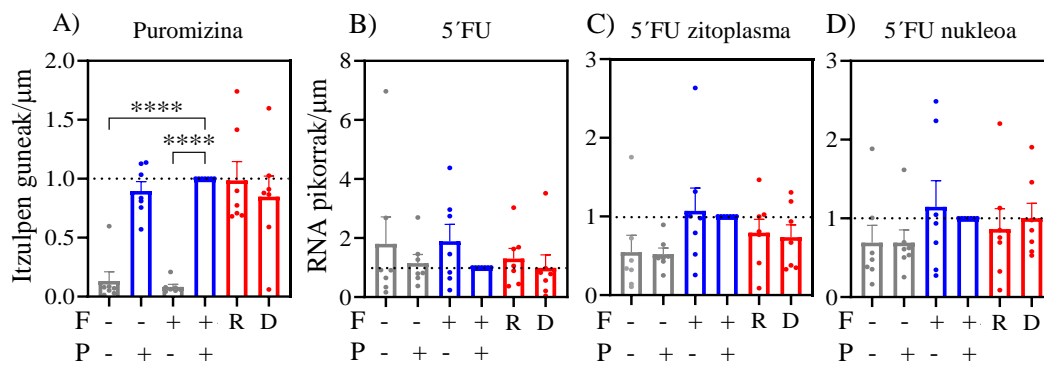 A) Puromizina
Itzulpen guneak/μm
2.0
1.5
1.0
0.5
0.0
****
****
F - - + + R D
P - + - +
B) 5´FU
RNA pikorrak/μm
8
6
4
2
0
F - - + + R D
P - + - +
C) 5´FU zitoplasma
3
2
1
0
F - - + + R D
P - + - +
D) 5´FU nukleoa
3
2
1
0
F - - + + R D
P - + - +